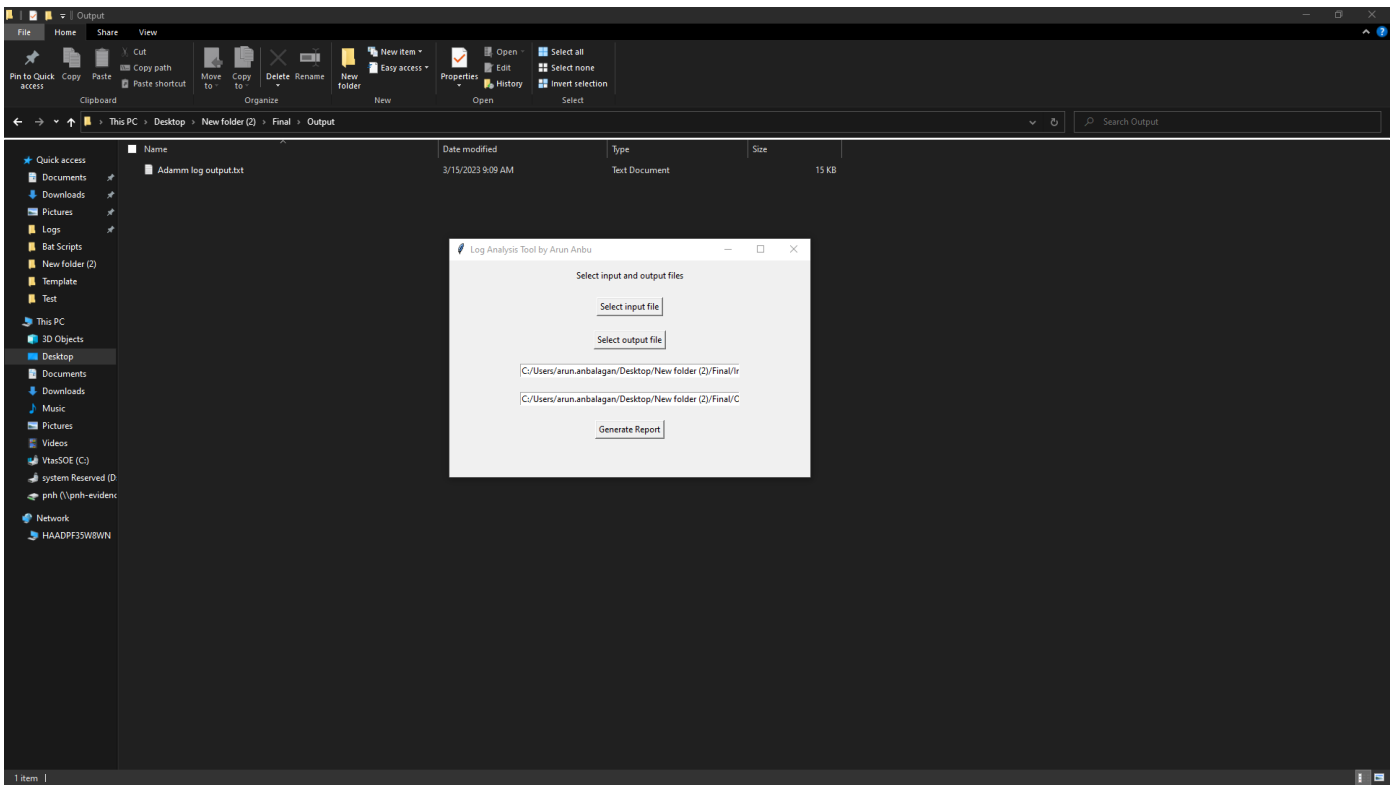 Output
File Home Share View
Pin to Quick access
Copy
Paste
Cut
Copy path
Paste shortcut
Clipboard
Move to
Copy to
Delete
Rename
Organize
New folder
New item
Easy access
New
Properties
Open
Edit
History
Open
Select all
Select none
Invert selection
Select
This PC > Desktop > New folder (2) > Final > Output
Search Output
Name Date modified Type Size
Adamm log output.txt 3/15/2023 9:09 AM Text Document 15 KB
Quick access
Documents
Downloads
Pictures
Logs
Bat Scripts
New folder (2)
Template
Test
This PC
3D Objects
Desktop
Documents
Downloads
Music
Pictures
Videos
VtasSOE (C:)
system Reserved (D:
pnh (\\pnh-evidenc
Network
HAADPF35W8WN
Log Analysis Tool by Arun Anbu
Select input and output files
Select input file
Select output file
C:/Users/arun.anbalagan/Desktop/New folder (2)/Final/Ir
C:/Users/arun.anbalagan/Desktop/New folder (2)/Final/O
Generate Report
1 item